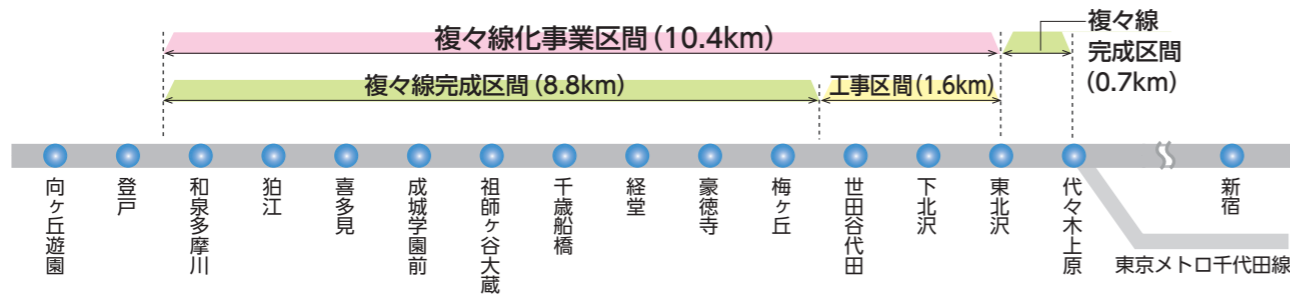 複々線化事業区間(10.4km)
複々線
完成区間
(0.7km)
複々線完成区間(8.8km)
工事区間(1.6km)
向ヶ丘遊園
登戸
和泉多摩川
狛江
喜多見
成城学園前
祖師ヶ谷大蔵
千歳船橋
経堂
豪徳寺
梅ヶ丘
世田谷代田
下北沢
東北沢
代々木上原
新宿
東京メトロ千代田線